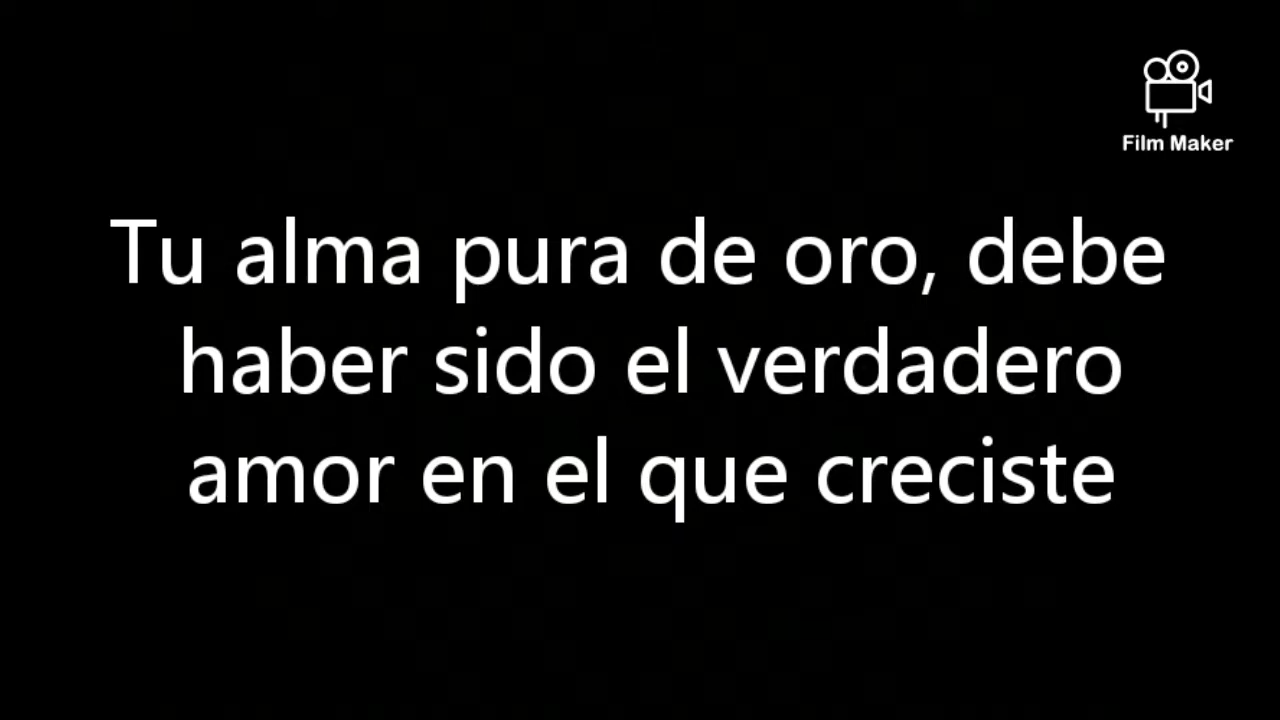 Film Maker
Tu alma pura de oro, debe
haber sido el verdadero
amor en el que creciste